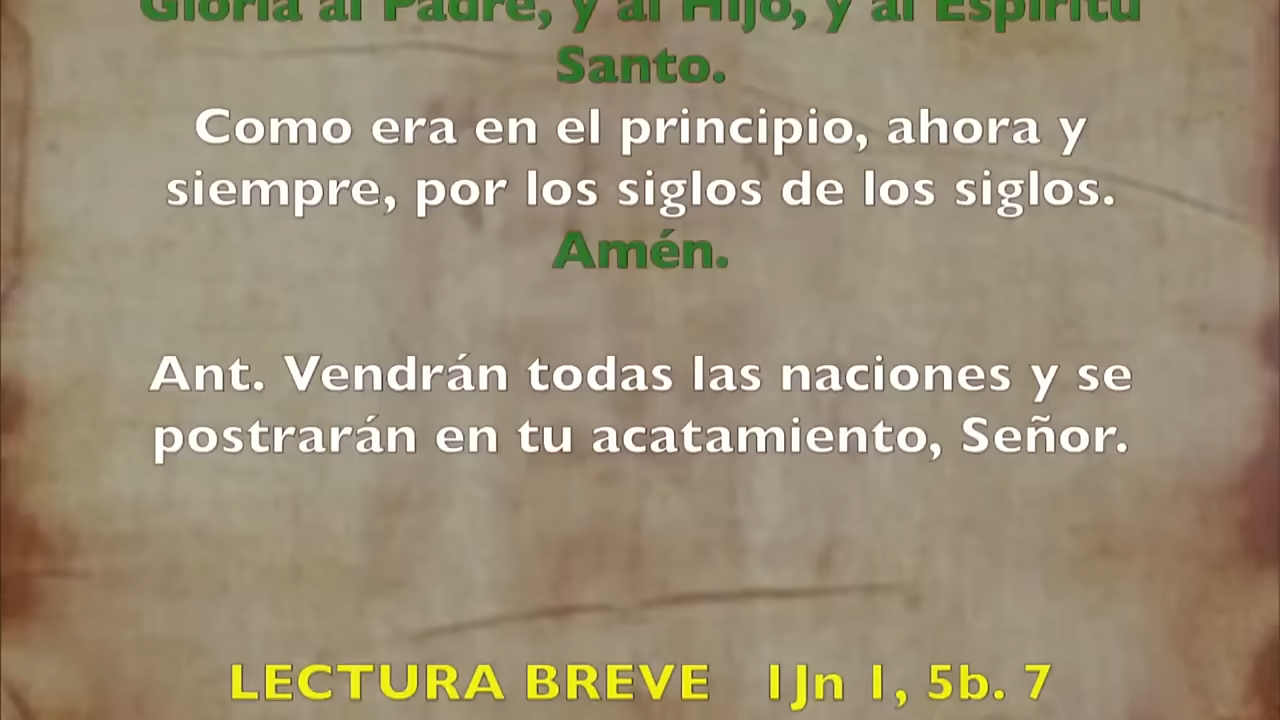 Gloria al Padre, y al Hijo, y al Espíritu
Santo.
Como era en el principio, ahora y
siempre, por los siglos de los siglos.
Amén.
Ant. Vendrán todas las naciones y se
postrarán en tu acatamiento, Señor.
LECTURA BREVE 1Jn 1, 5b. 7